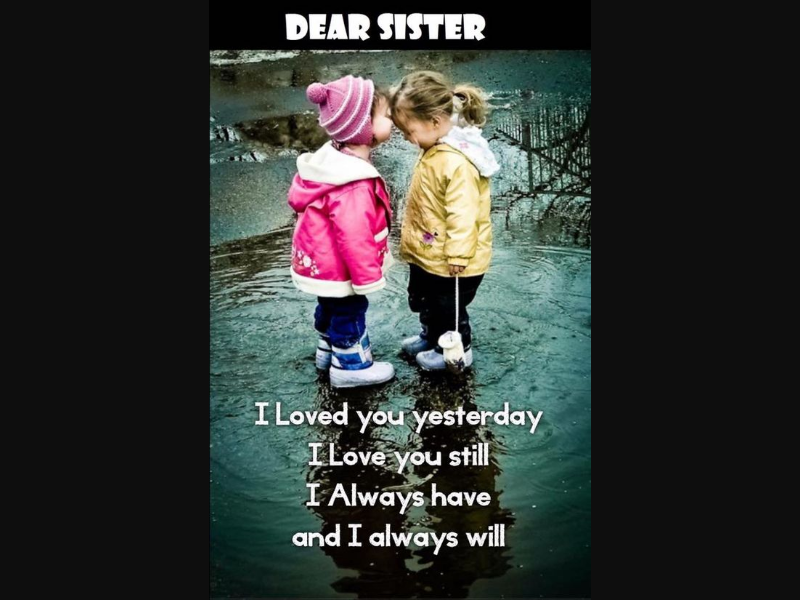 DEAR SISTER
I Loved you yesterday
I Love you still
I Always have
and I always will